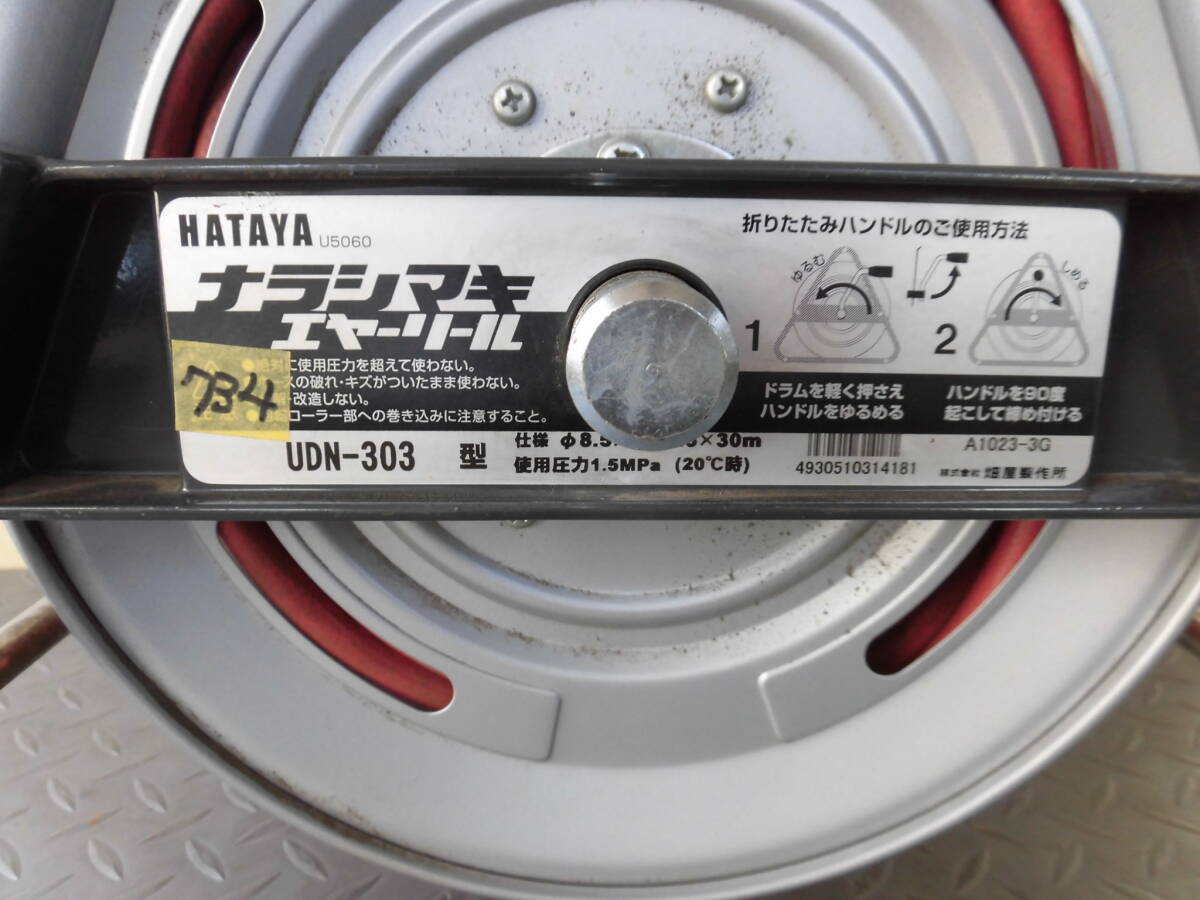 HATAYA U5060
ナラシマキ
エヤーリール
に使用圧力を超えて使わない。
スの破れ・キズがついたまま使わない。
・改造しない。
ローラー部への巻き込みに注意すること。
734
UDN-303 型
仕様 φ8.5 ×30m
使用圧力1.5MPa (20℃時)
折りたたみハンドルのご使用方法
ゆるむ
しめる
1
2
ドラムを軽く押さえ
ハンドルをゆるめる
ハンドルを90度
起こして締め付ける
A1023-3G
4930510314181
株式会社 畑屋製作所